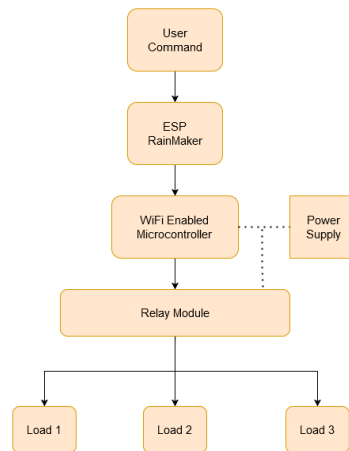 User
Command
ESP
RainMaker
WiFi Enabled
Microcontroller
Power
Supply
Relay Module
Load 1
Load 2
Load 3